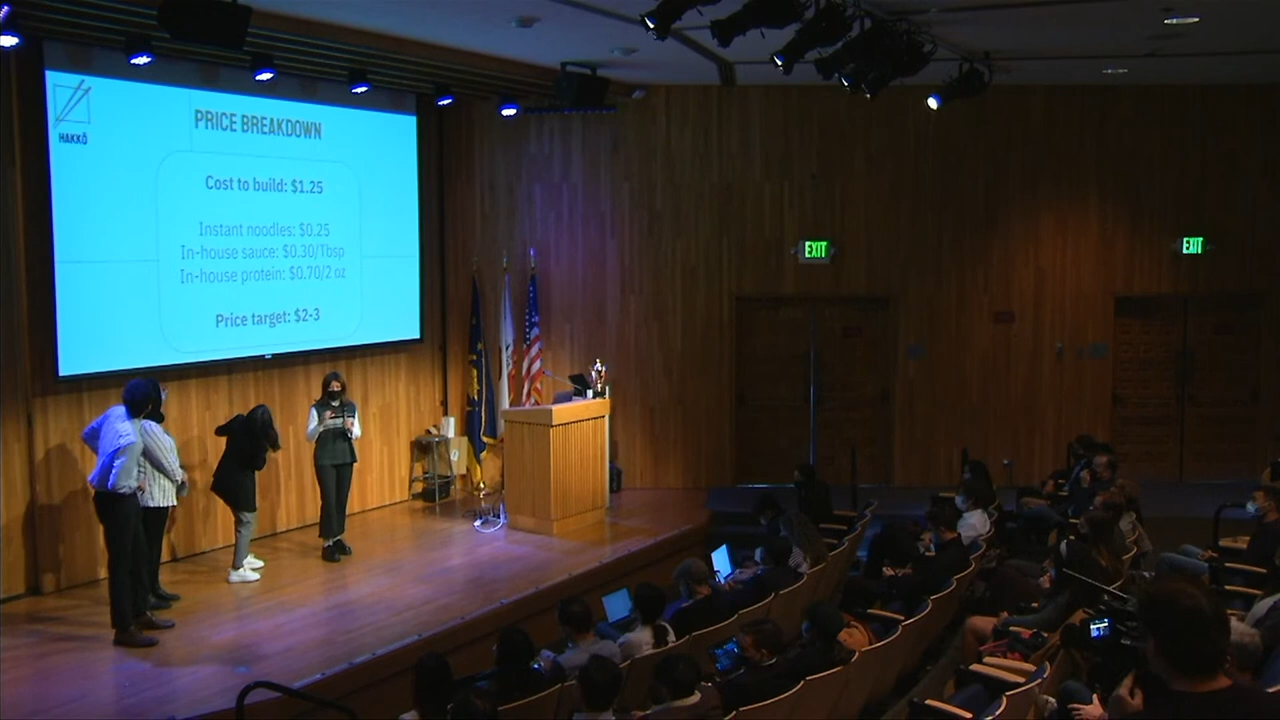 HAKKŌ
PRICE BREAKDOWN
Cost to build: $1.25
Instant noodles: $0.25
In-house sauce: $0.30/Tbsp
In-house protein: $0.70/2 oz
Price target: $2-3
EXIT
EXIT